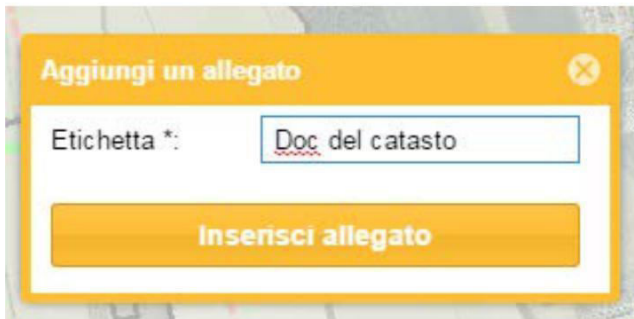 Aggiungi un allegato
Etichetta *: Doc del catasto
Inserisci allegato